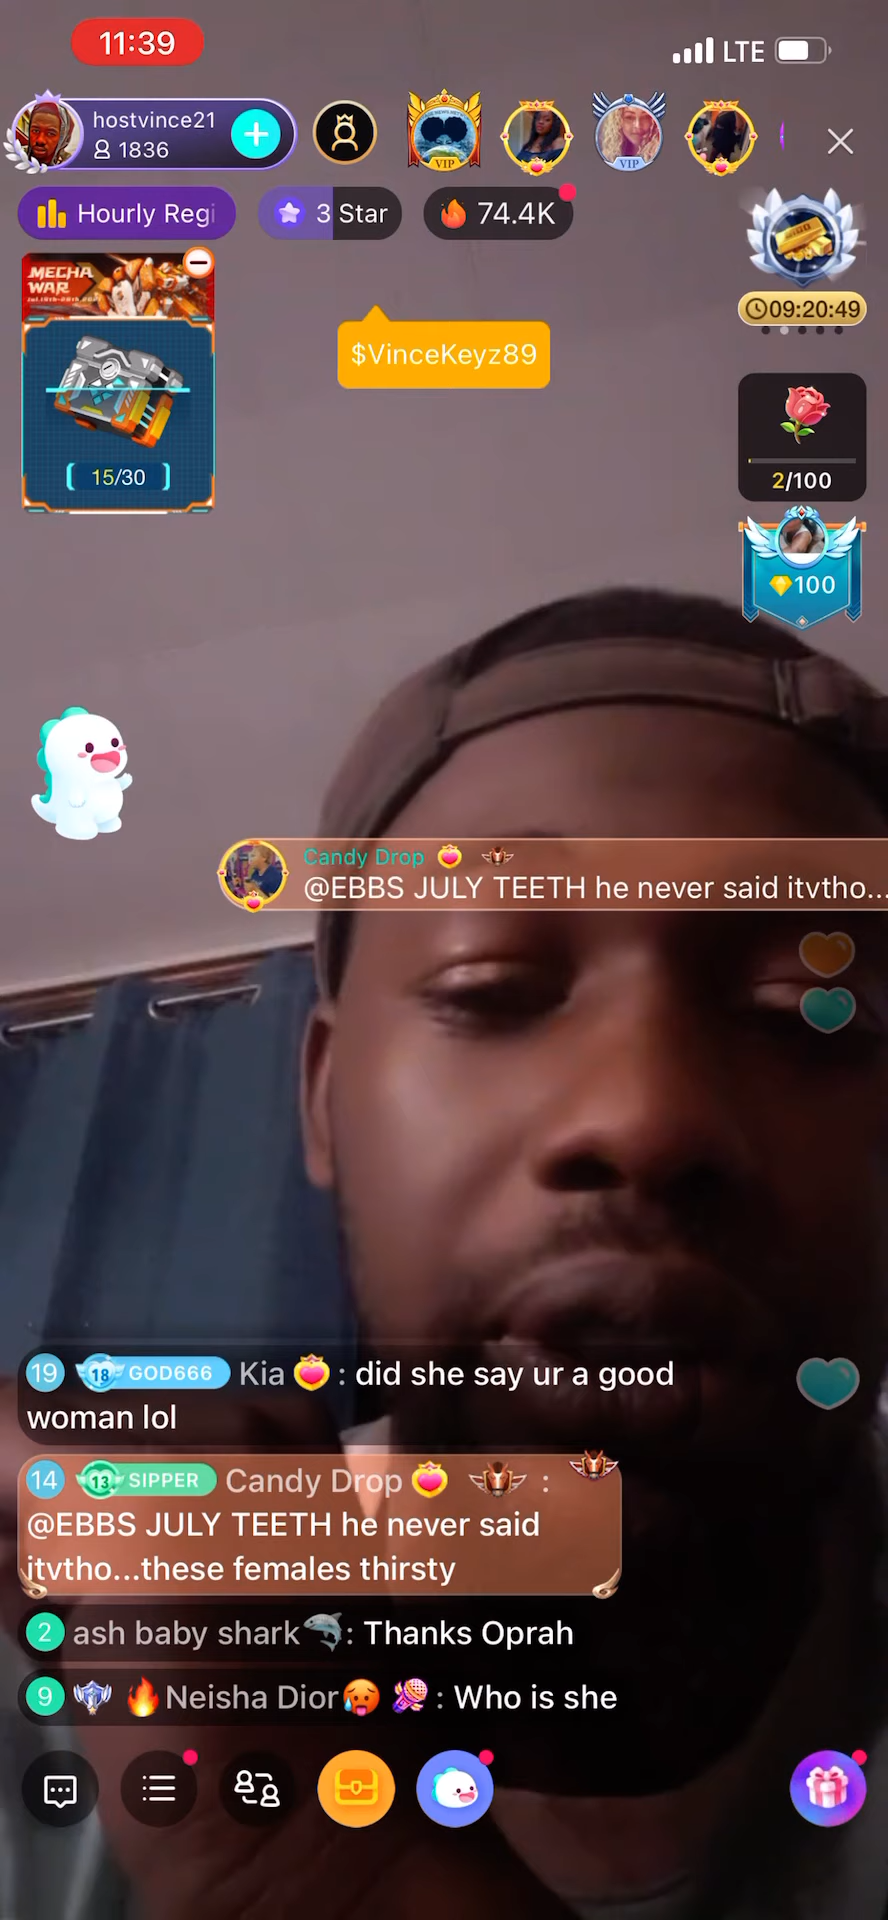 11:39
LTE
hostvince21
1836
VIP
VIP
Hourly Regi
3 Star
74.4K
MECHA
WAR
09:20:49
$VinceKeyz89
15/30
2/100
100
Candy Drop
@EBBS JULY TEETH he never said itvtho...
19 18 GOD666 Kia : did she say ur a good
woman lol
14 13 SIPPER Candy Drop :
@EBBS JULY TEETH he never said
itvtho...these females thirsty
2 ash baby shark : Thanks Oprah
9 Neisha Dior : Who is she